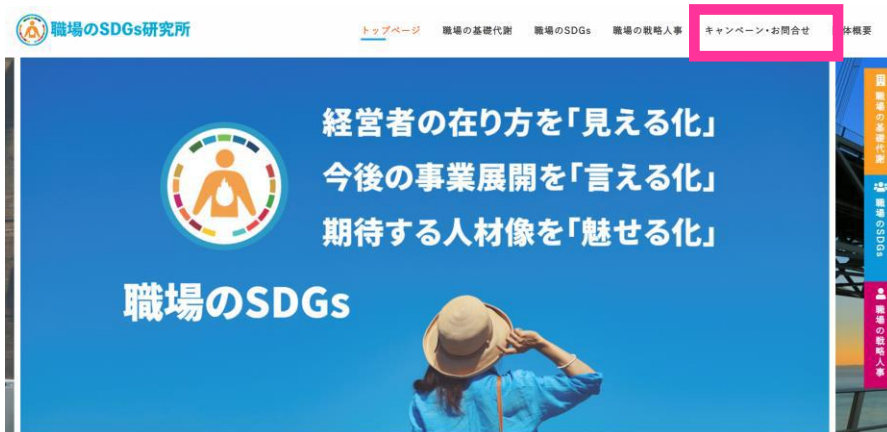 職場のSDGs研究所
トップページ 職場の基礎代謝 職場のSDGs 職場の戦略人事 キャンペーン・お問合せ 体概要
経営者の在り方を「見える化」
今後の事業展開を「言える化」
期待する人材像を「魅せる化」
職場のSDGs
職場の基礎代謝
職場のSDGs
職場の戦略人事